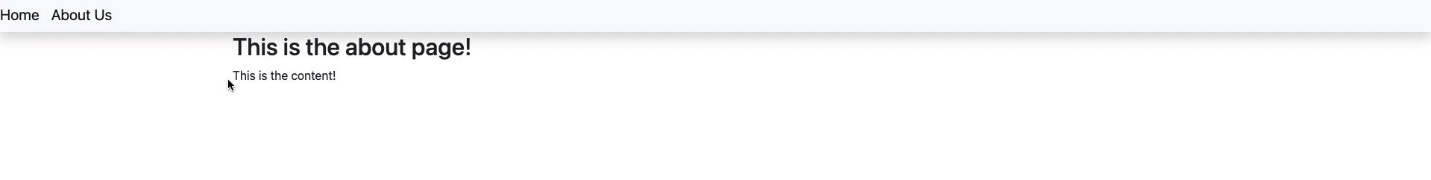 Home About Us
This is the about page!
This is the content!